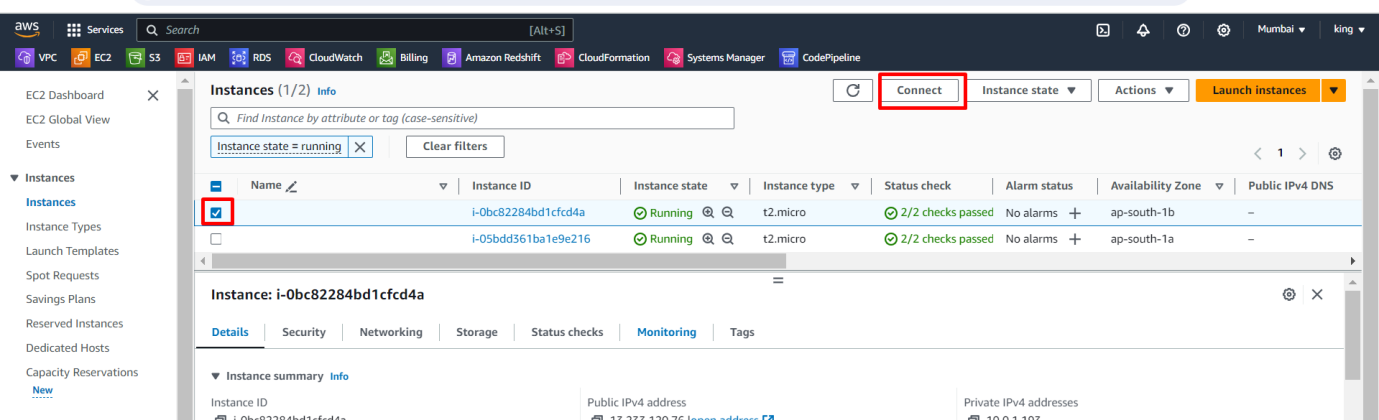 aws Services Search [Alt+S] Mumbai ▼ king ▼
VPC EC2 S3 IAM RDS CloudWatch Billing Amazon Redshift CloudFormation Systems Manager CodePipeline
EC2 Dashboard
EC2 Global View
Events
▼ Instances
Instances
Instance Types
Launch Templates
Spot Requests
Savings Plans
Reserved Instances
Dedicated Hosts
Capacity Reservations
New
Instances (1/2) Info Connect Instance state ▼ Actions ▼ Launch instances ▼
Find Instance by attribute or tag (case-sensitive)
Instance state = running Clear filters
1
Name Instance ID Instance state Instance type Status check Alarm status Availability Zone Public IPv4 DNS
i-0bc82284bd1cfcd4a Running t2.micro 2/2 checks passed No alarms + ap-south-1b –
i-05bdd361ba1e9e216 Running t2.micro 2/2 checks passed No alarms + ap-south-1a –
Instance: i-0bc82284bd1cfcd4a
Details Security Networking Storage Status checks Monitoring Tags
▼ Instance summary Info
Instance ID Public IPv4 address Private IPv4 addresses
i-0bc82284bd1cfcd4a open address